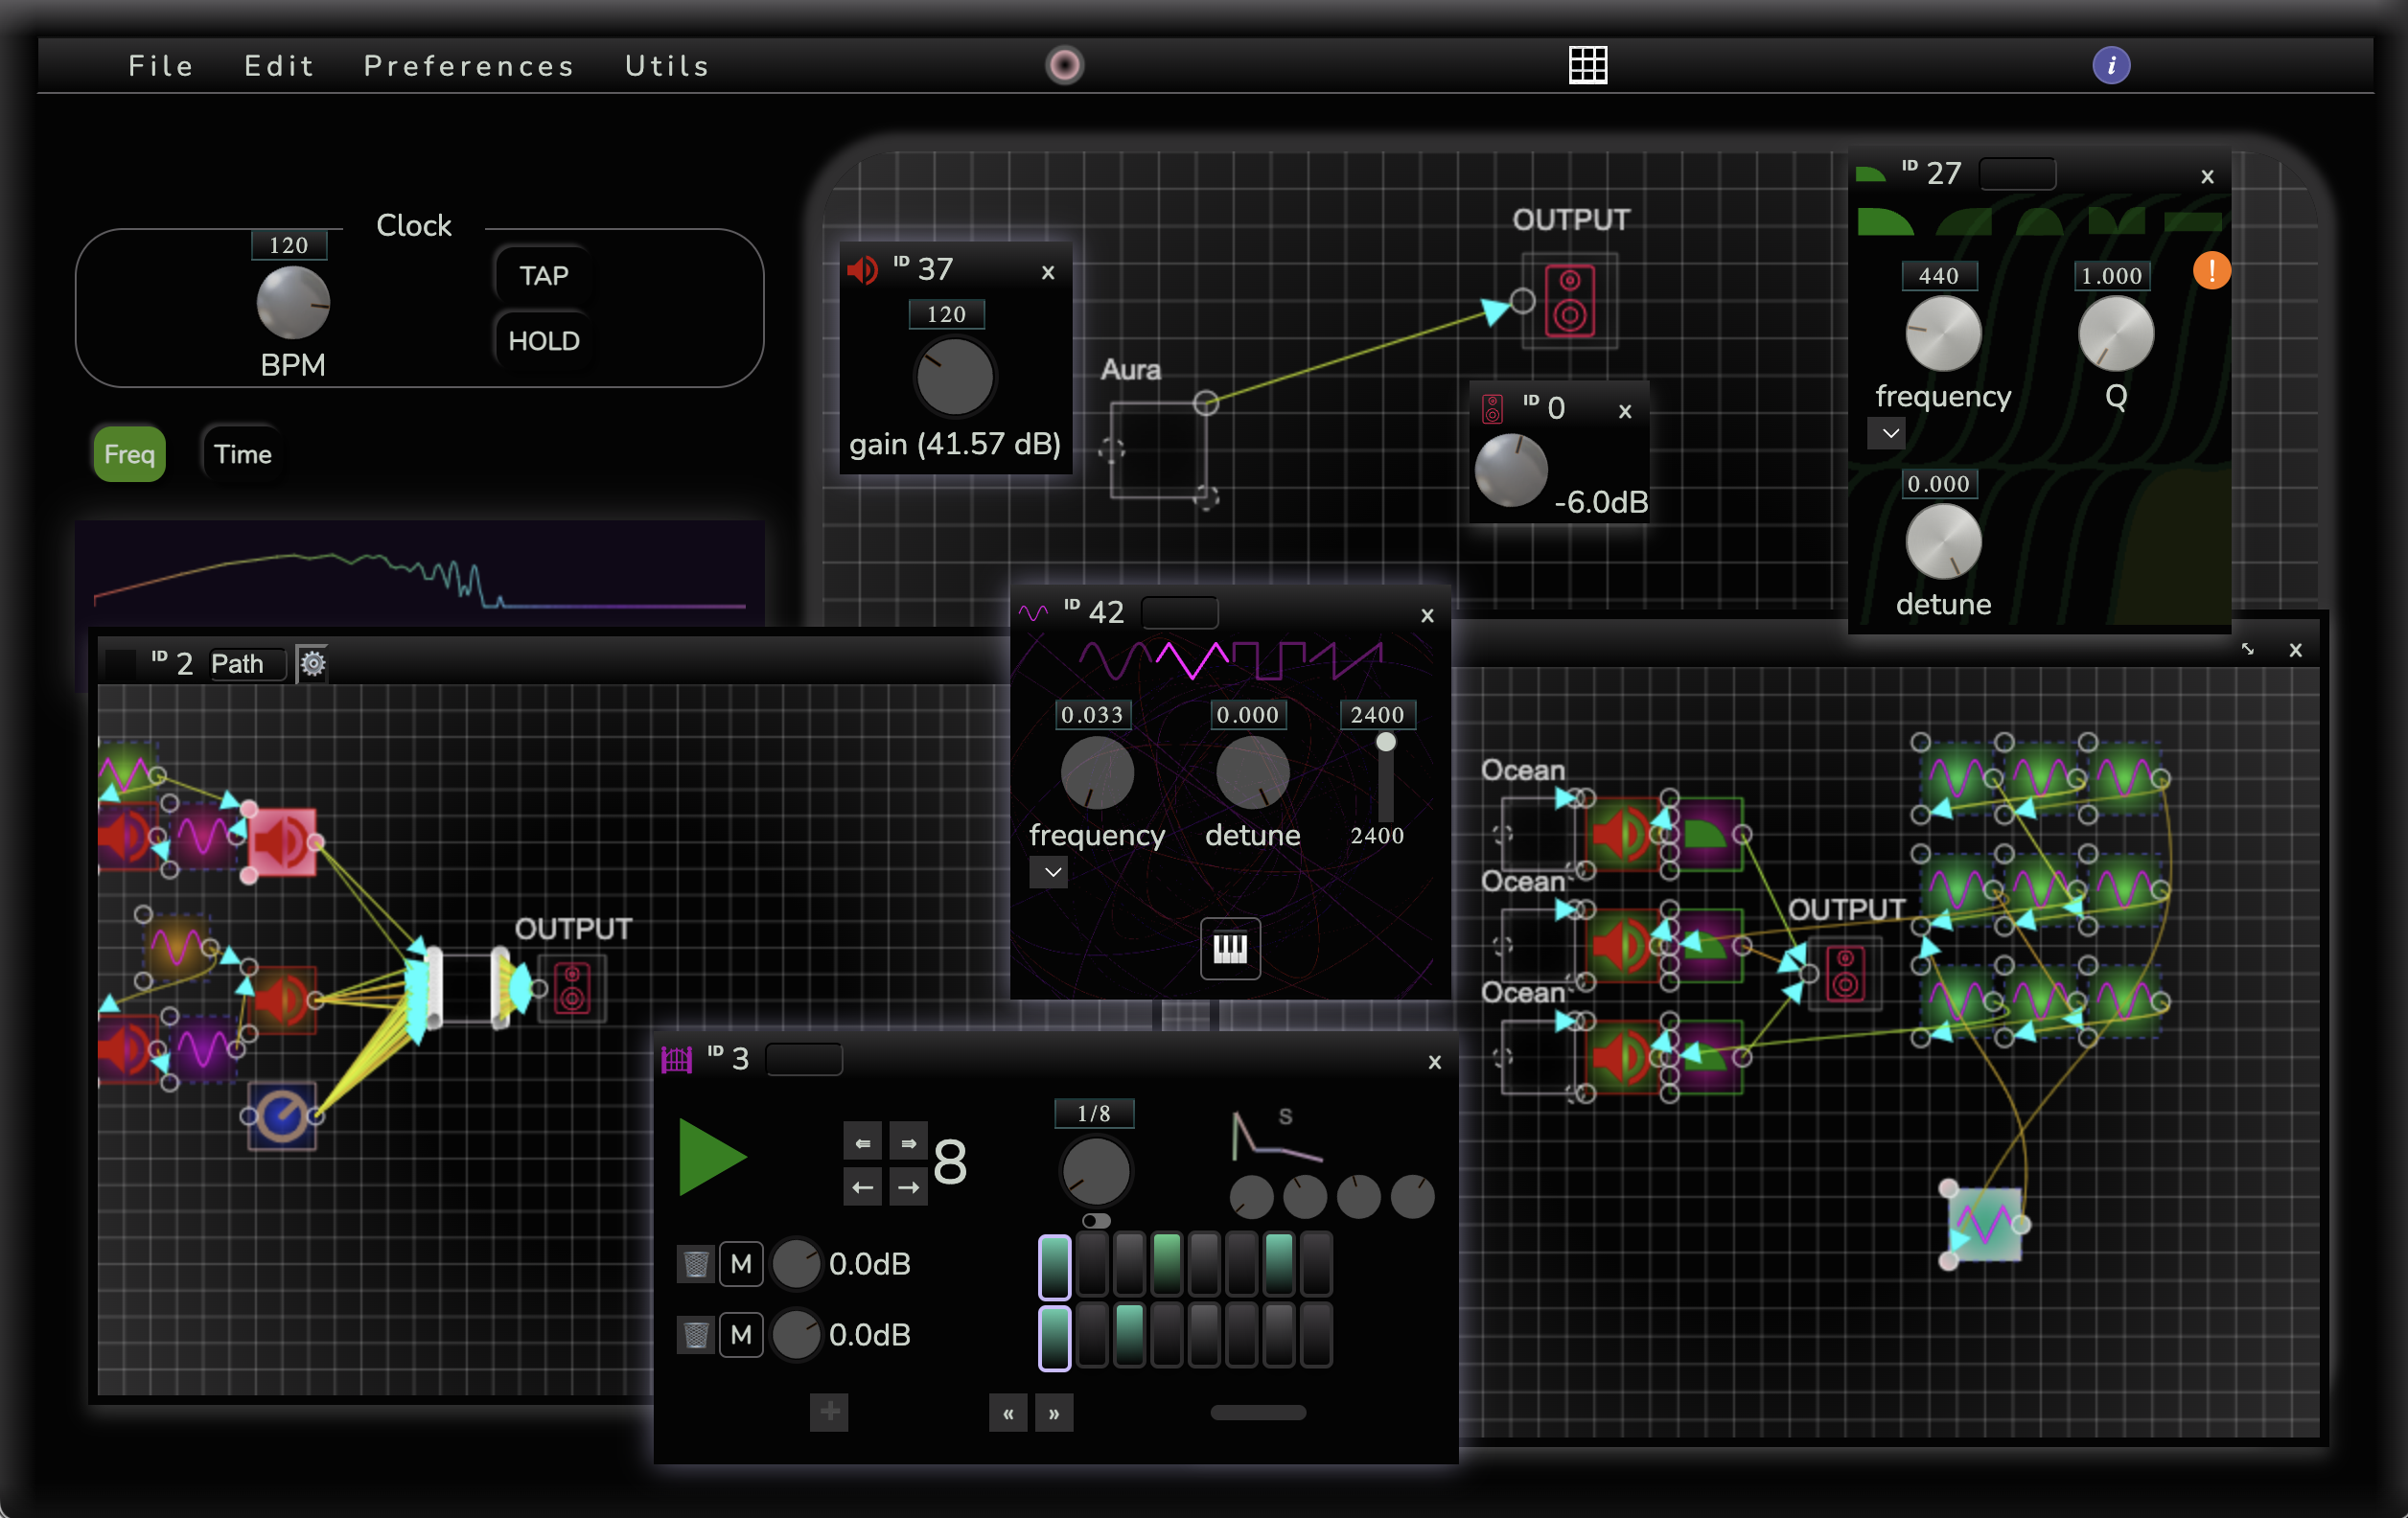 File Edit Preferences Utils
i
Clock
120
BPM
TAP
HOLD
Freq Time
ID 37 x
120
gain (41.57 dB)
Aura
OUTPUT
ID 0 x
-6.0dB
ID 27 x
440 1.000 !
frequency Q
0.000
detune
ID 2 Path
OUTPUT
ID 42 x
0.033 0.000 2400
frequency detune 2400
x
Ocean
Ocean
Ocean
OUTPUT
ID 3 x
8
1/8
S
M 0.0dB
M 0.0dB
+ « »